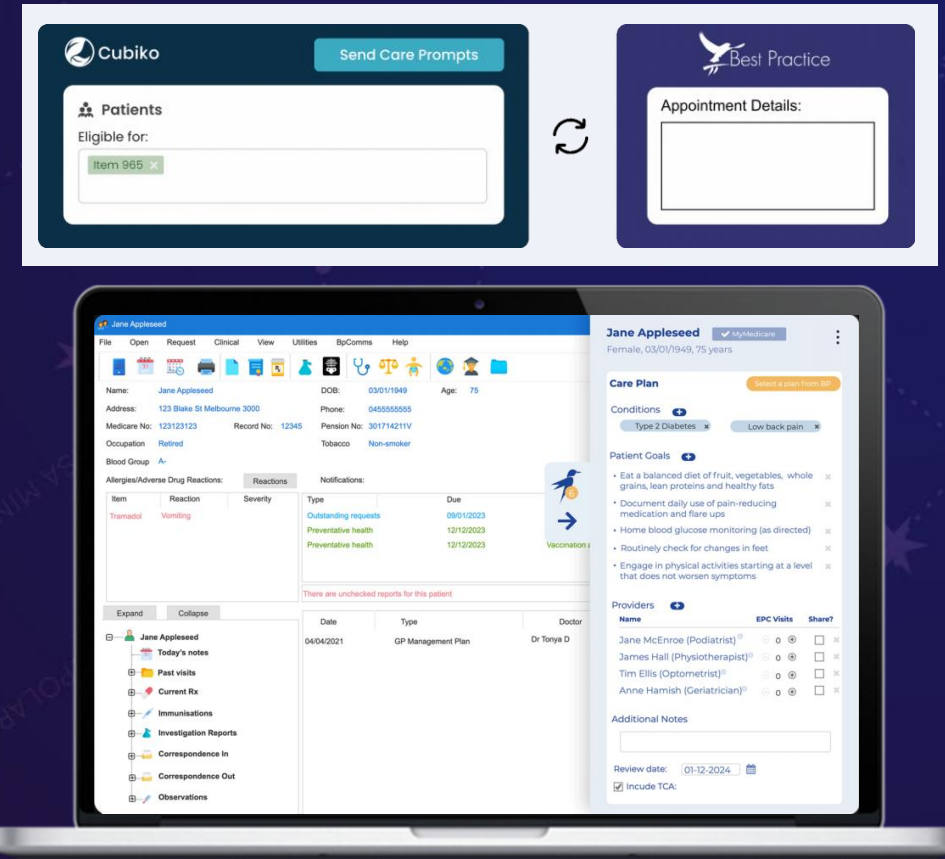 Cubiko
Send Care Prompts
Patients
Eligible for:
Item 965 ×
Best Practice
Appointment Details:
Jane Appleseed
File Open Request Clinical View Utilities BpComms Help
Name: Jane Appleseed DOB: 03/01/1949 Age: 75
Address: 123 Blake St Melbourne 3000 Phone: 0455555555
Medicare No: 123123123 Record No: 12345 Pension No: 301714211V
Occupation Retired Tobacco Non-smoker
Blood Group A-
Allergies/Adverse Drug Reactions: Reactions Notifications:
Item Reaction Severity Type Due
Tramadol Vomiting Outstanding requests 09/01/2023
Preventative health 12/12/2023
Preventative health 12/12/2023 Vaccination
There are unchecked reports for this patient
Expand Collapse
Date Type Doctor
04/04/2021 GP Management Plan Dr Tonya D
Jane Appleseed
Today's notes
Past visits
Current Rx
Immunisations
Investigation Reports
Correspondence In
Correspondence Out
Observations
Jane Appleseed MyMedicare
Female, 03/01/1949, 75 years
Care Plan Select a plan from BP
Conditions
Type 2 Diabetes × Low back pain ×
Patient Goals
• Eat a balanced diet of fruit, vegetables, whole
grains, lean proteins and healthy fats
• Document daily use of pain-reducing
medication and flare ups
• Home blood glucose monitoring (as directed)
• Routinely check for changes in feet
• Engage in physical activities starting at a level
that does not worsen symptoms
Providers
Name EPC Visits Share?
Jane McEnroe (Podiatrist) 0
James Hall (Physiotherapist) 0
Tim Ellis (Optometrist) 0
Anne Hamish (Geriatrician) 0
Additional Notes
Review date: 01-12-2024
Incude TCA: